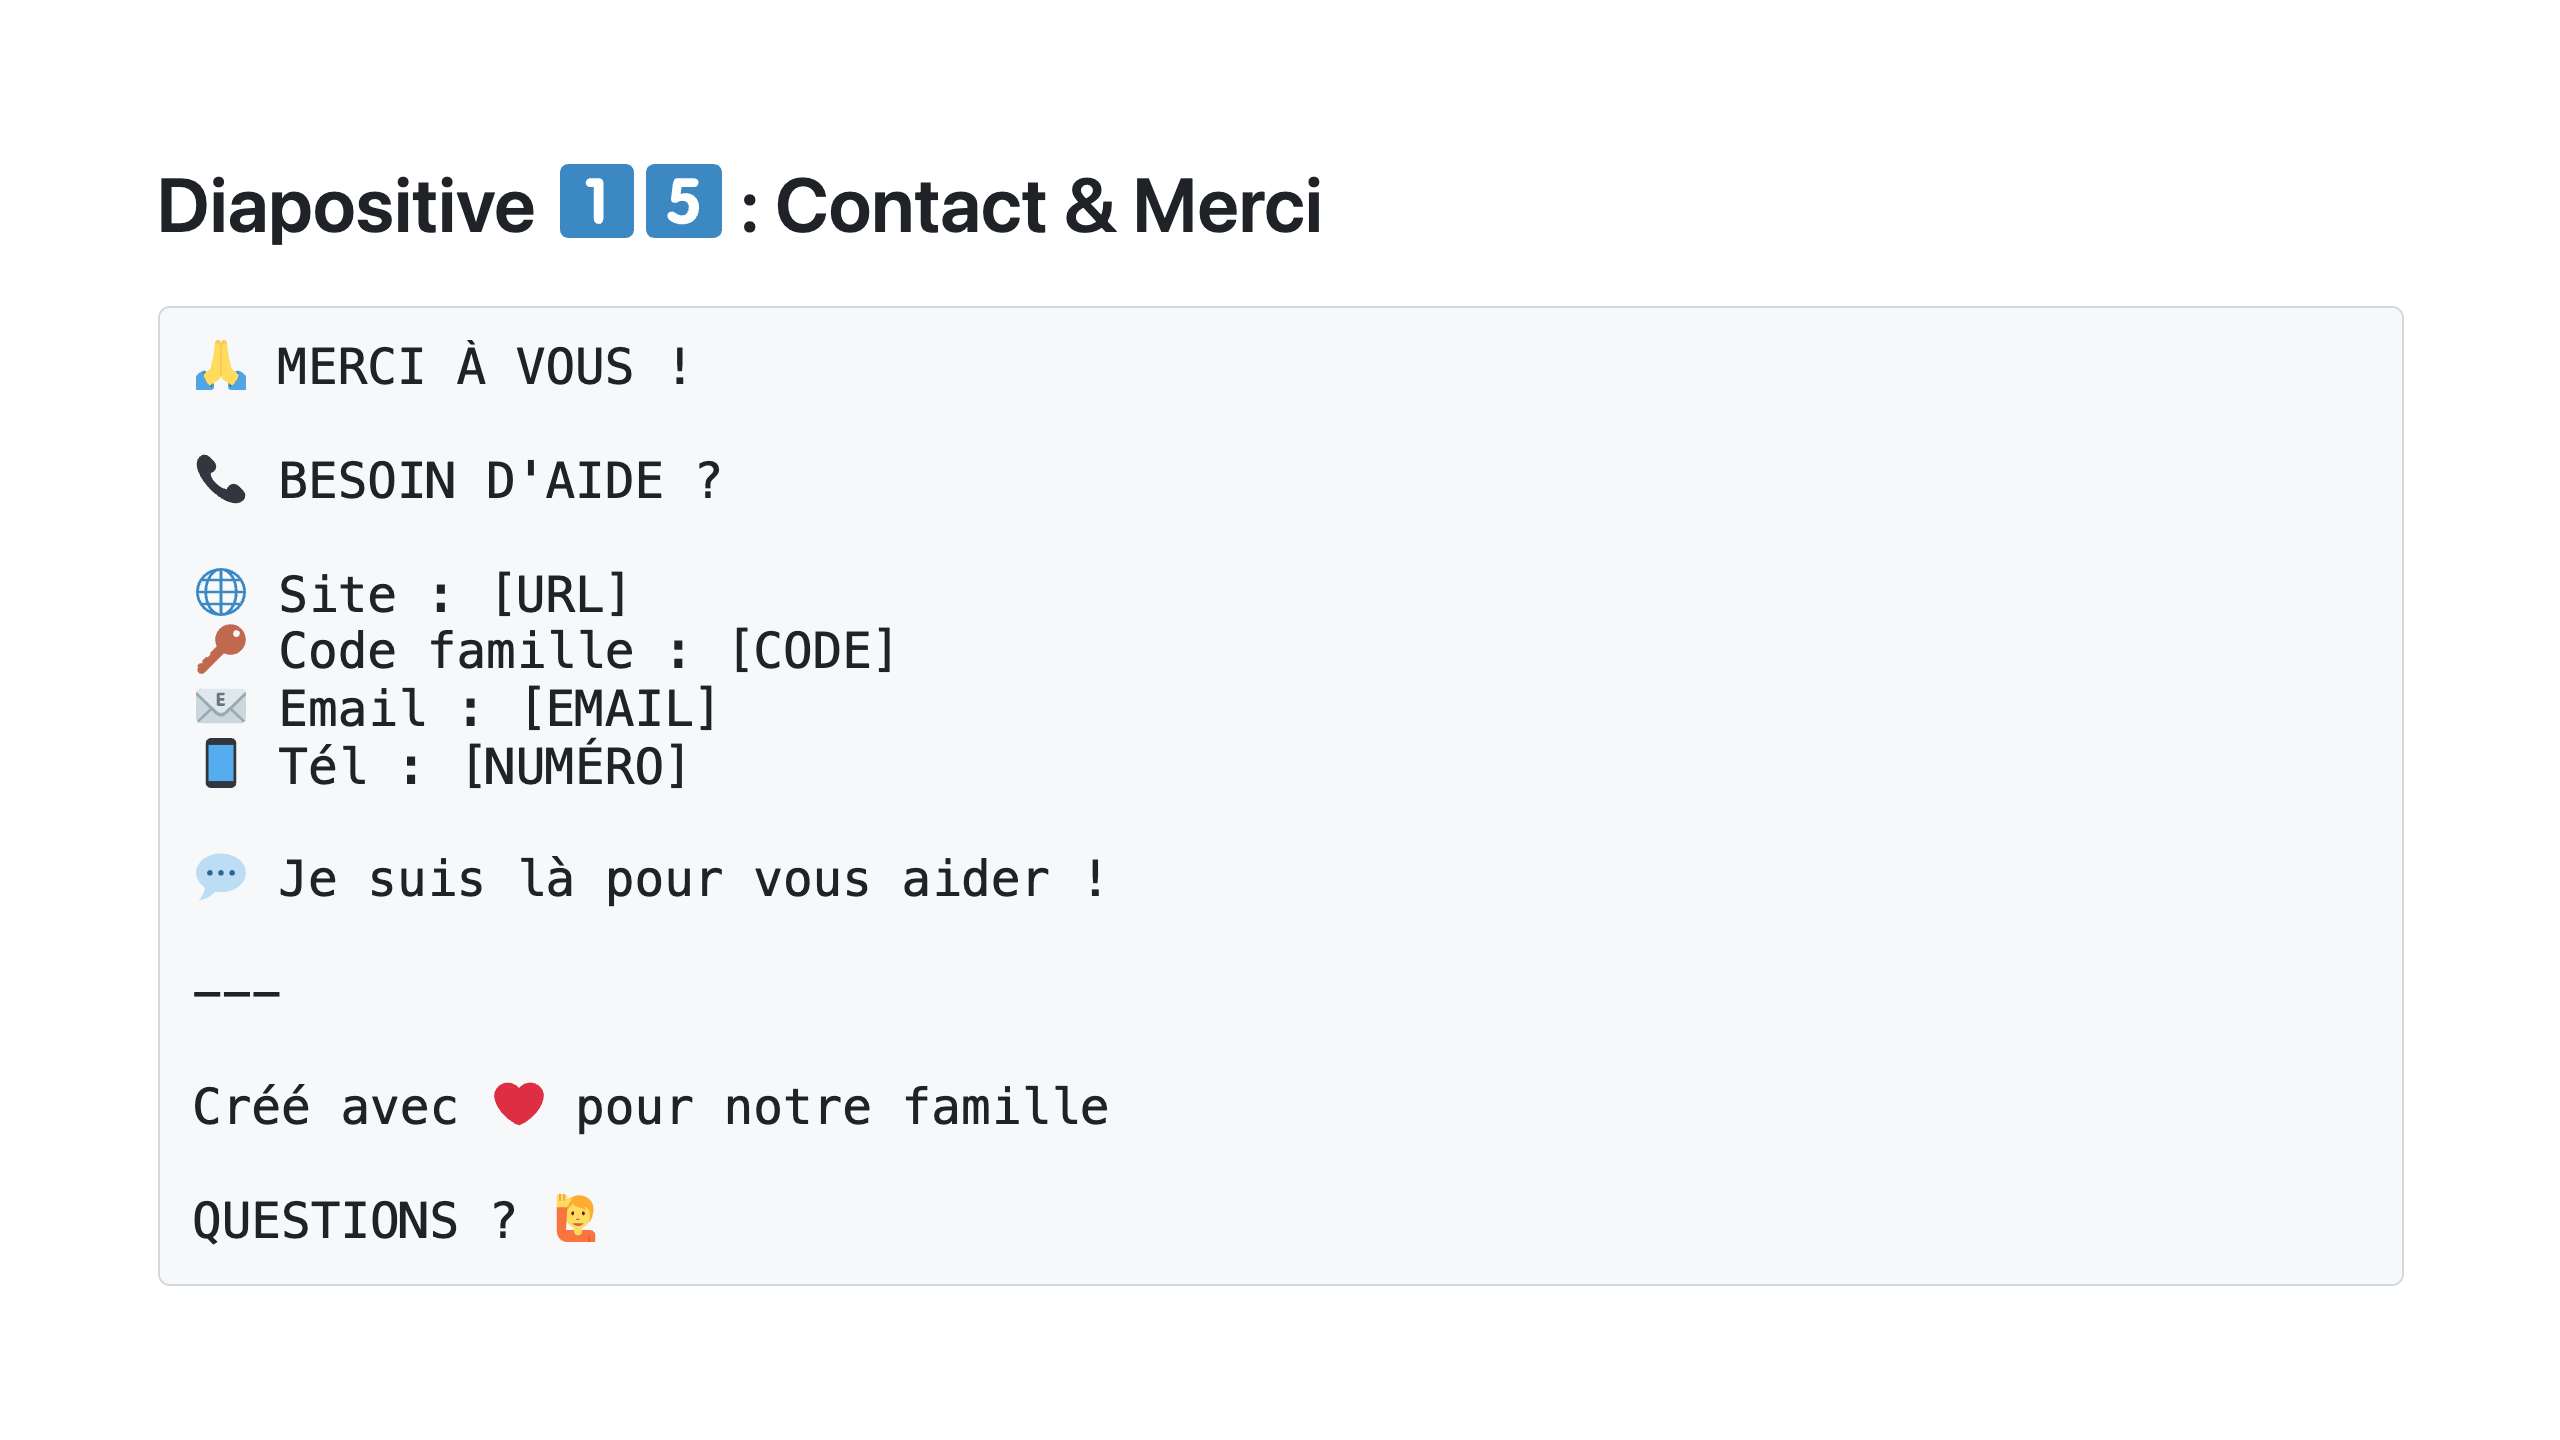 Diapositive 1️⃣5️⃣ : Contact & Merci
🙏 MERCI À VOUS !
📞 BESOIN D'AIDE ?
🌐 Site : [URL]
🔑 Code famille : [CODE]
📧 Email : [EMAIL]
📱 Tél : [NUMÉRO]
💬 Je suis là pour vous aider !
---
Créé avec ❤️ pour notre famille
QUESTIONS ? 🙋